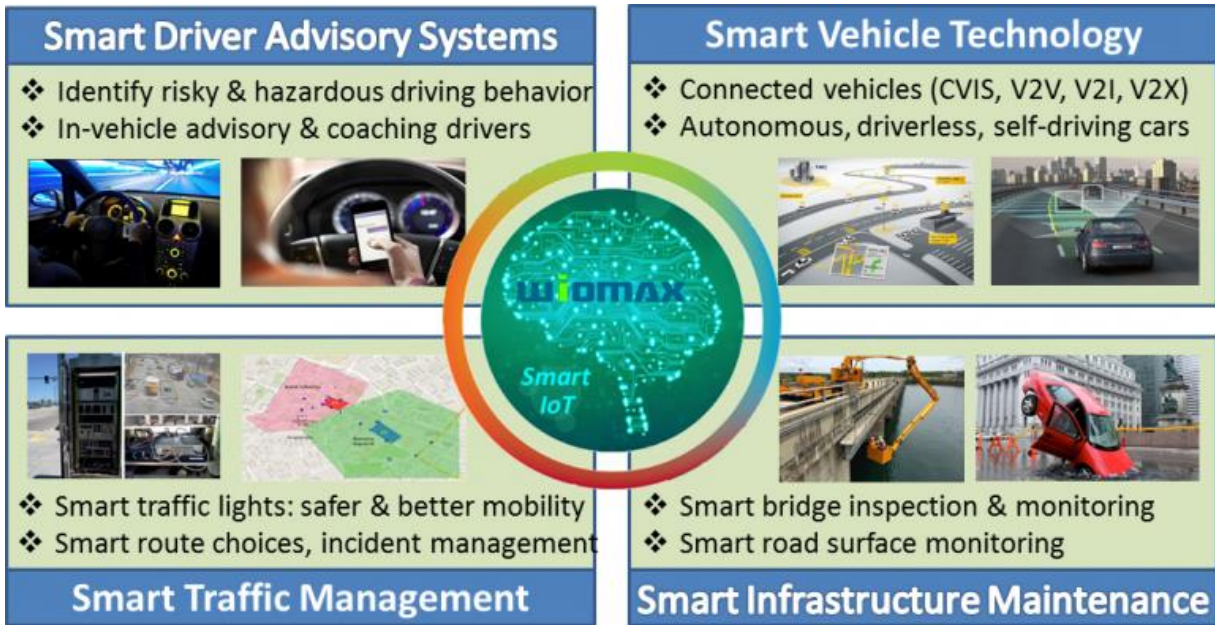 Smart Driver Advisory Systems
❖ Identify risky & hazardous driving behavior
❖ In-vehicle advisory & coaching drivers
Smart Vehicle Technology
❖ Connected vehicles (CVIS, V2V, V2I, V2X)
❖ Autonomous, driverless, self-driving cars
WiOMAX
Smart
IoT
❖ Smart traffic lights: safer & better mobility
❖ Smart route choices, incident management
Smart Traffic Management
❖ Smart bridge inspection & monitoring
❖ Smart road surface monitoring
Smart Infrastructure Maintenance